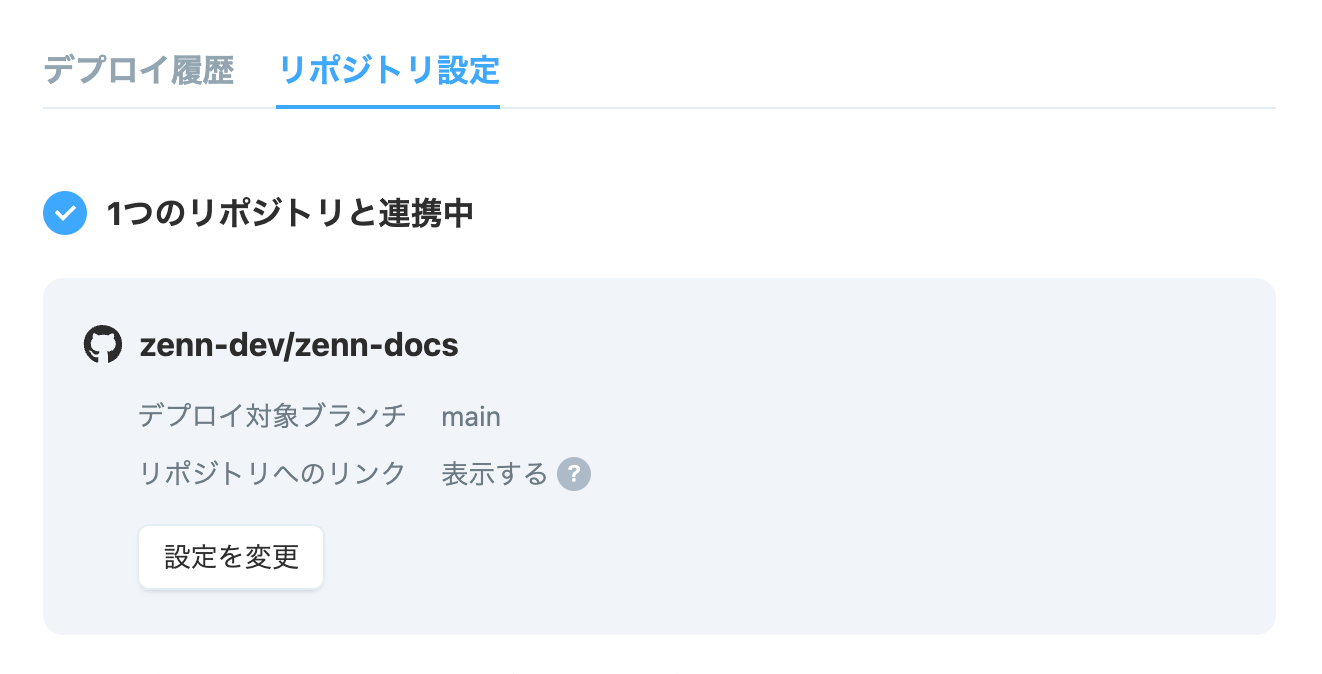 デプロイ履歴 リポジトリ設定
1つのリポジトリと連携中
zenn-dev/zenn-docs
デプロイ対象ブランチ main
リポジトリへのリンク 表示する ?
設定を変更